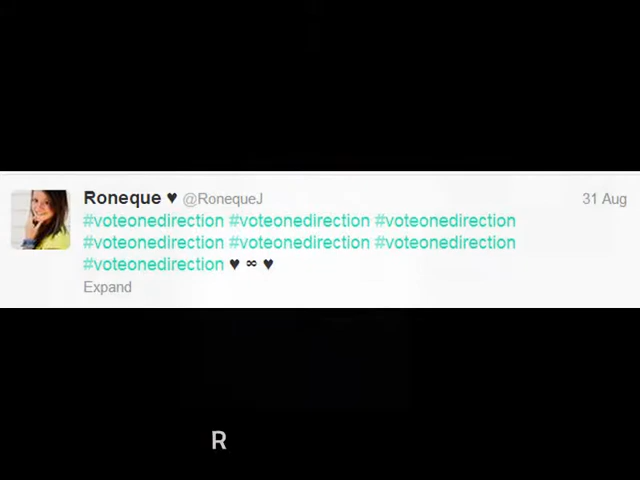 Roneque ♥ @RonequeJ 31 Aug
#voteonedirection #voteonedirection #voteonedirection
#voteonedirection #voteonedirection #voteonedirection
#voteonedirection ♥ ∞ ♥
Expand
R